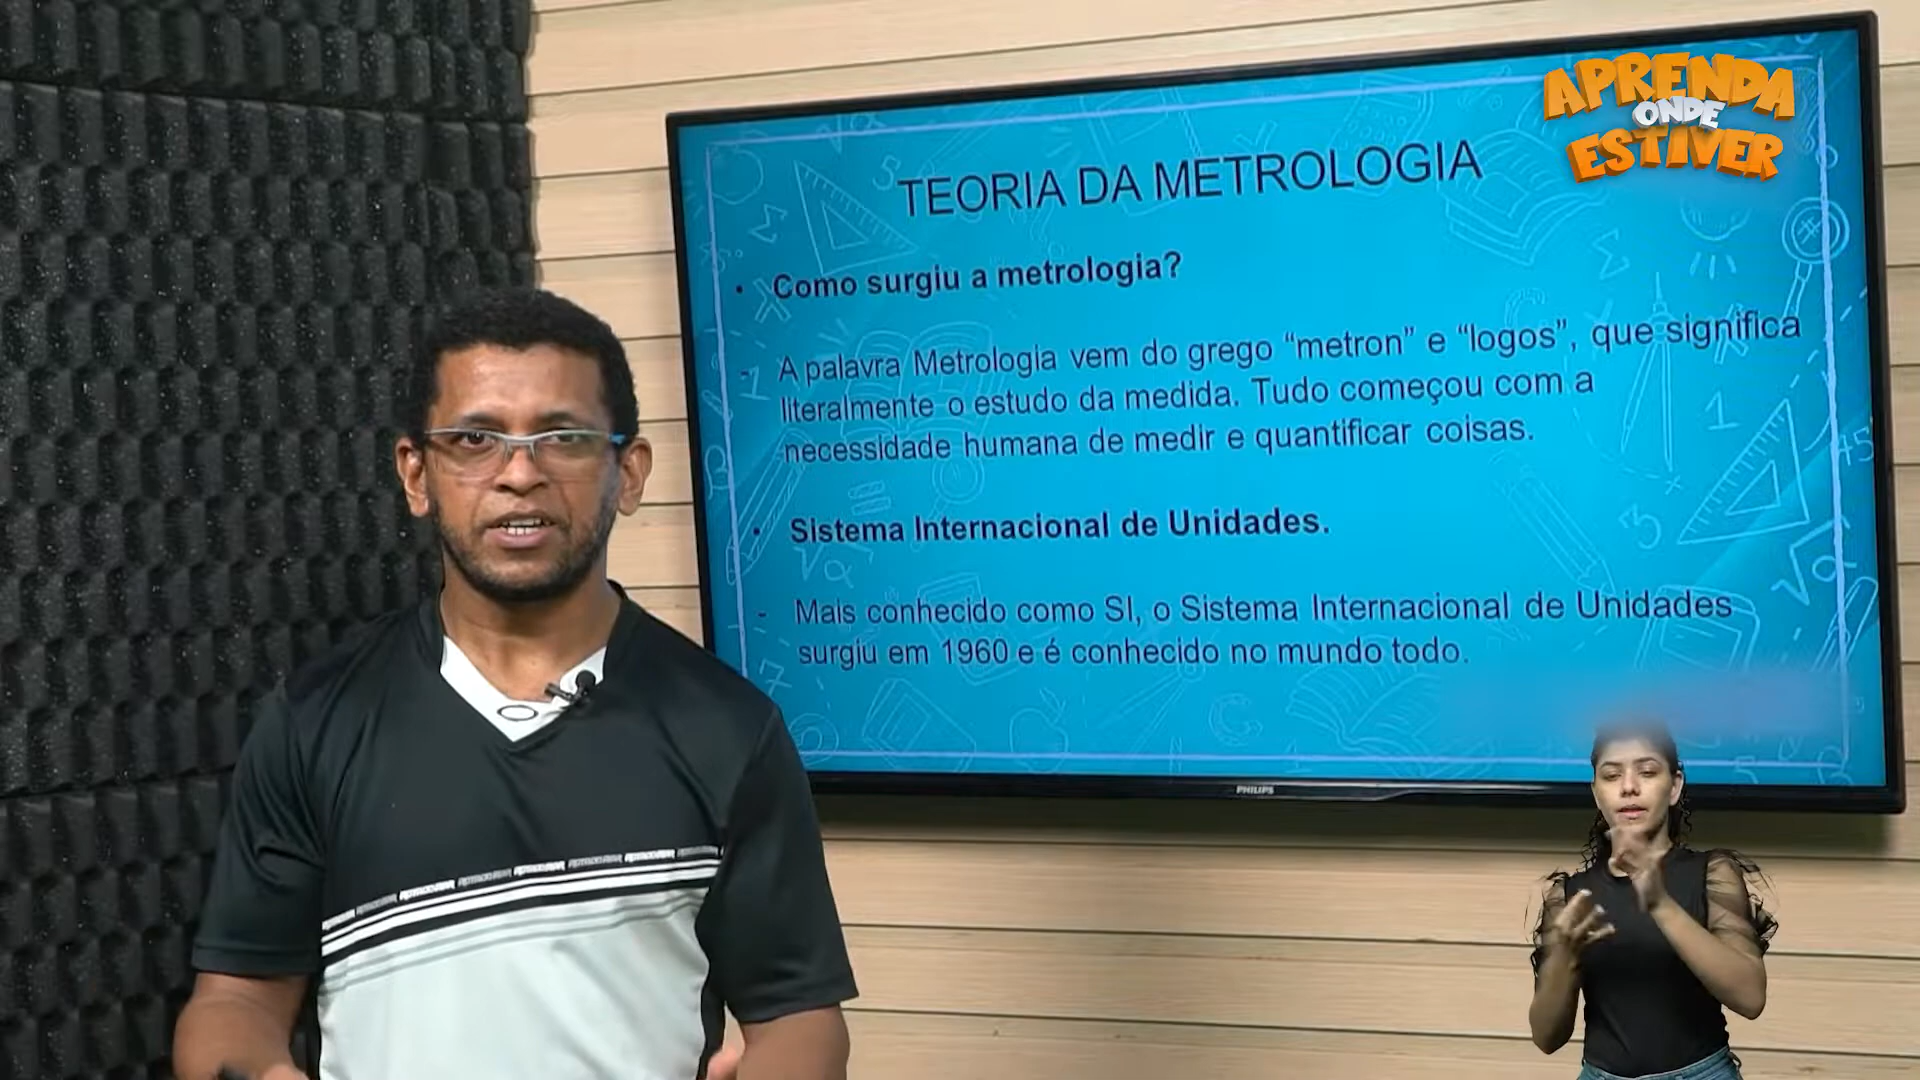 APRENDA
ONDE
ESTIVER
TEORIA DA METROLOGIA
• Como surgiu a metrologia?
- A palavra Metrologia vem do grego “metron” e “logos”, que significa
literalmente o estudo da medida. Tudo começou com a
necessidade humana de medir e quantificar coisas.
• Sistema Internacional de Unidades.
- Mais conhecido como SI, o Sistema Internacional de Unidades
surgiu em 1960 e é conhecido no mundo todo.
PHILIPS